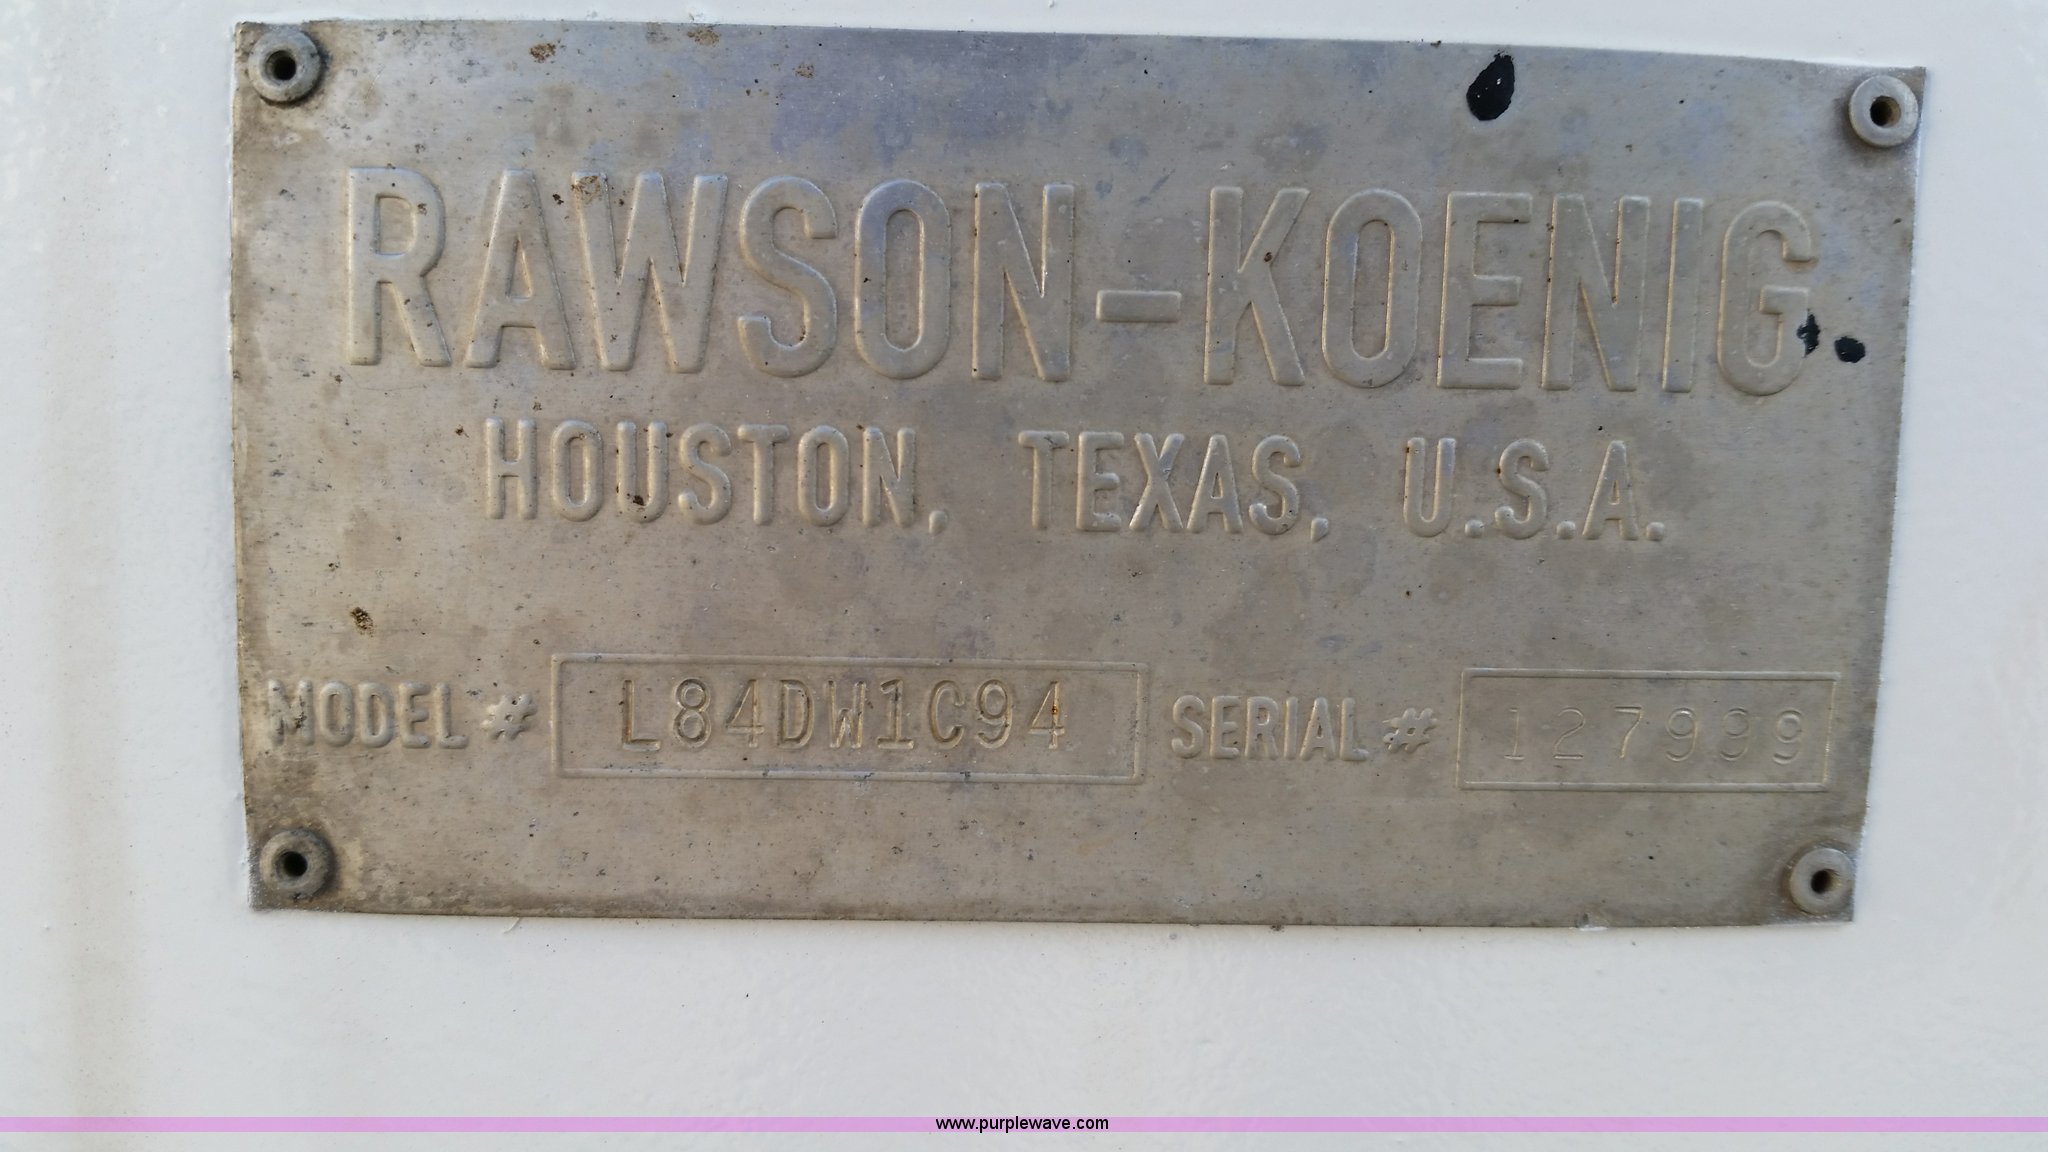 RAWSON-KOENIG
HOUSTON, TEXAS, U.S.A.
MODEL # L84DW1C94 SERIAL # 127999
www.purplewave.com